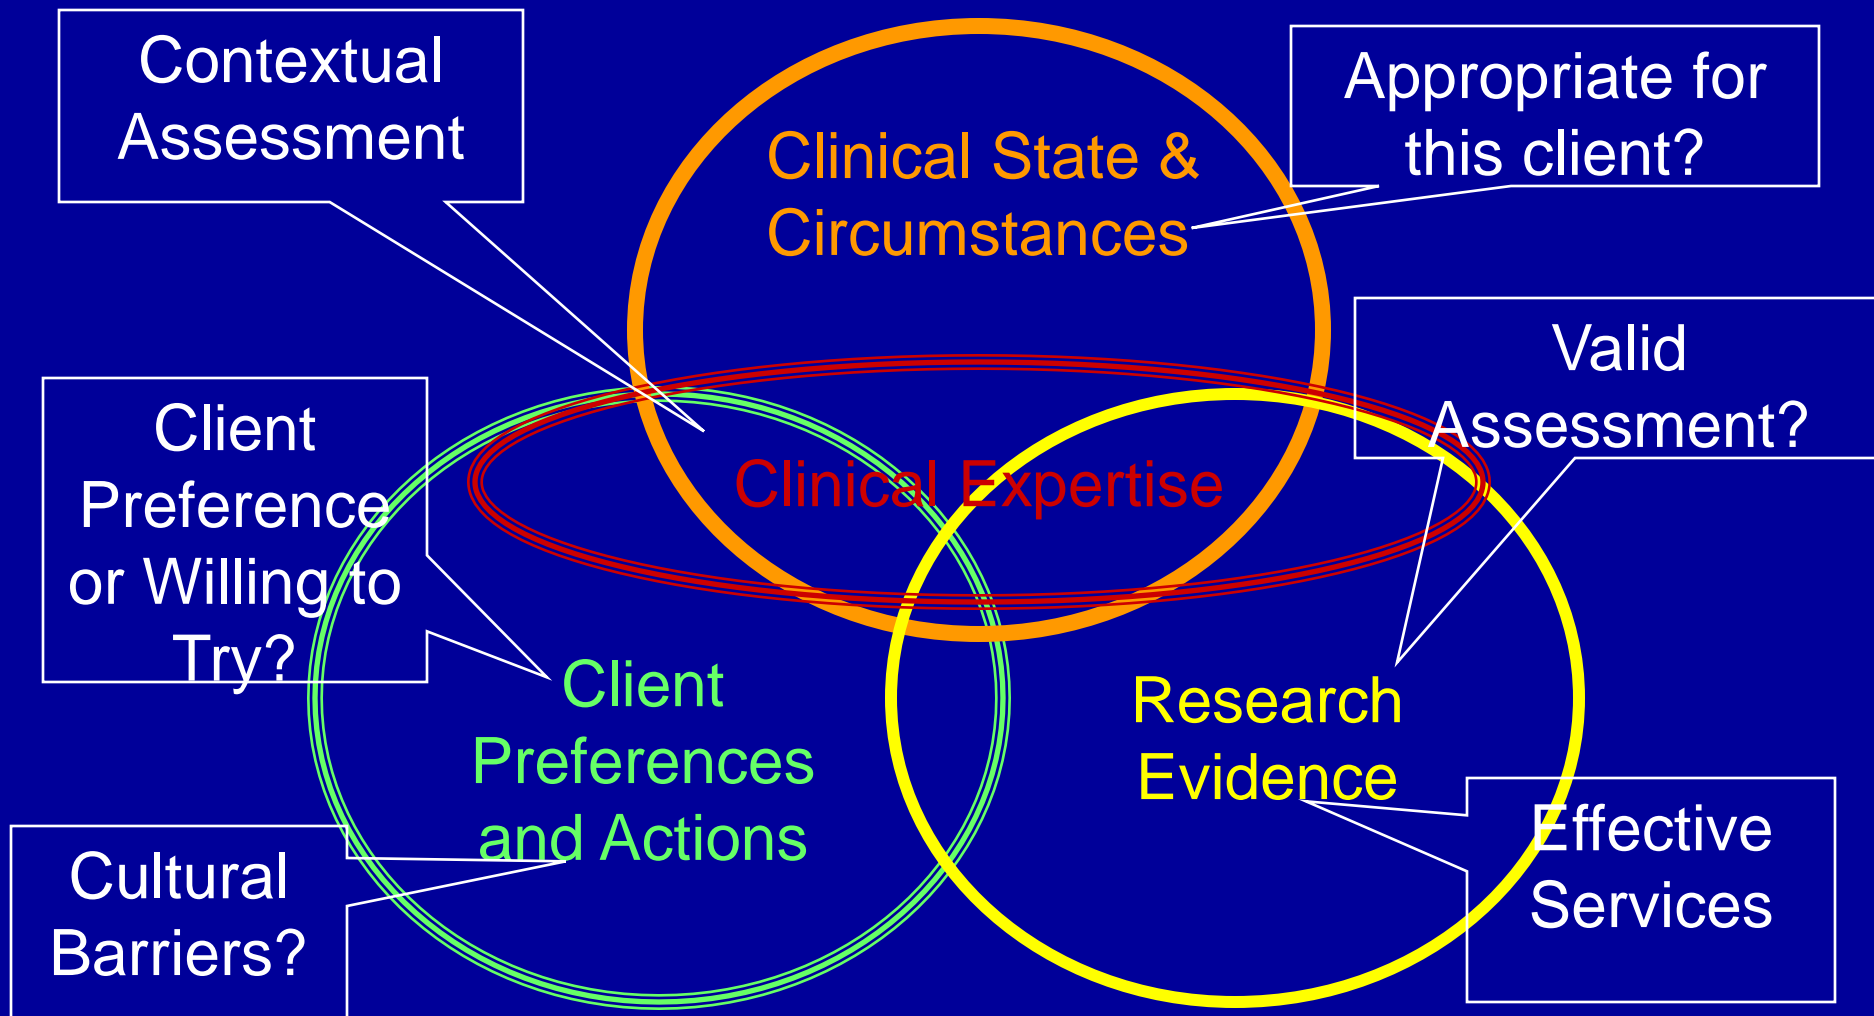 Contextual
Assessment
Clinical State &
Circumstances
Appropriate for
this client?
Valid
Assessment?
Client
Preference
or Willing to
Try?
Clinical Expertise
Client
Preferences
and Actions
Research
Evidence
Cultural
Barriers?
Effective
Services